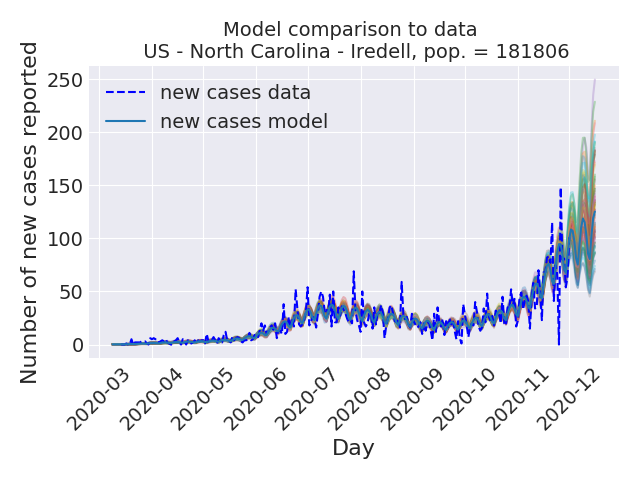 Model comparison to data
US - North Carolina - Iredell, pop. = 181806
Number of new cases reported
250
200
150
100
50
0
new cases data
new cases model
2020-03
2020-04
2020-05
2020-06
2020-07
2020-08
2020-09
2020-10
2020-11
2020-12
Day